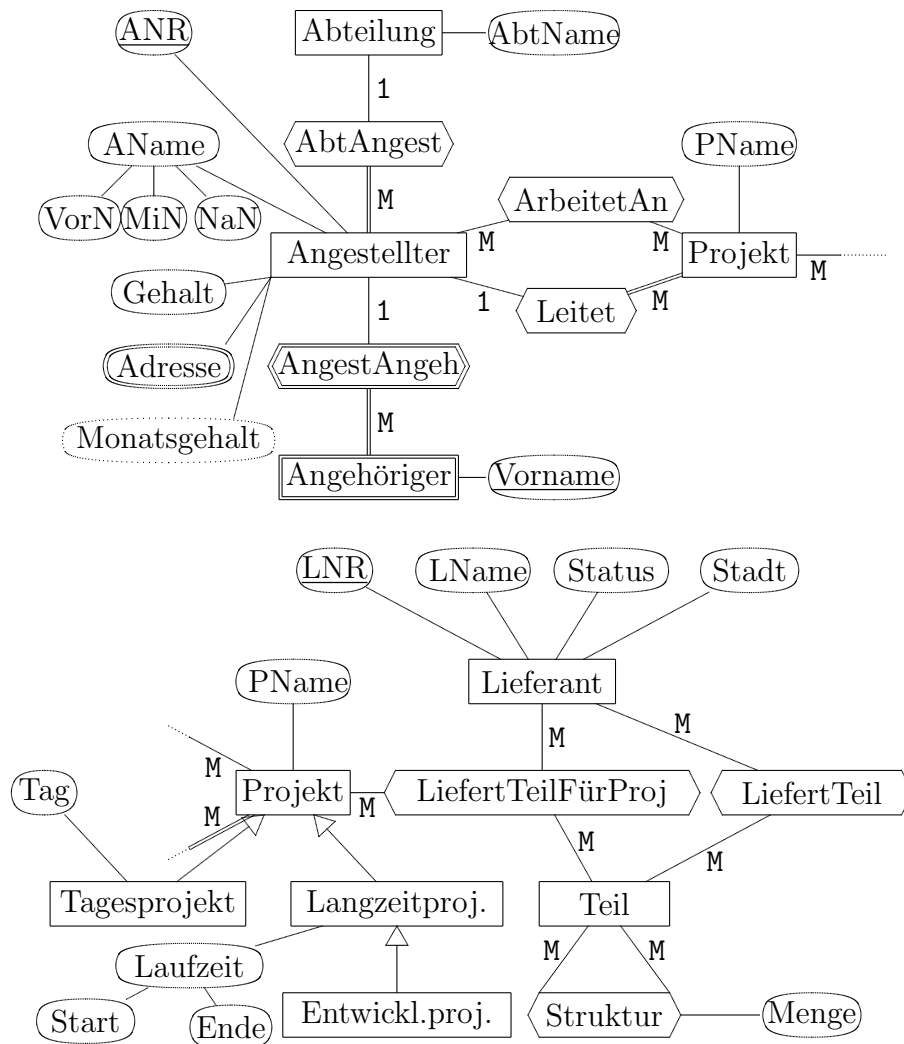 ANR
Abteilung
AbtName
1
AName
AbtAngest
PName
VorN
MiN
NaN
M
ArbeitetAn
Angestellter
M
M
Projekt
M
Gehalt
1
1
Leitet
M
Adresse
AngestAngeh
Monatsgehalt
M
Angehöriger
Vorname
LNR
LName
Status
Stadt
PName
Lieferant
M
M
M
Tag
Projekt
M
LiefertTeilFürProj
LiefertTeil
M
M
M
Tagesprojekt
Langzeitproj.
Teil
M
M
Laufzeit
Start
Ende
Entwickl.proj.
Struktur
Menge